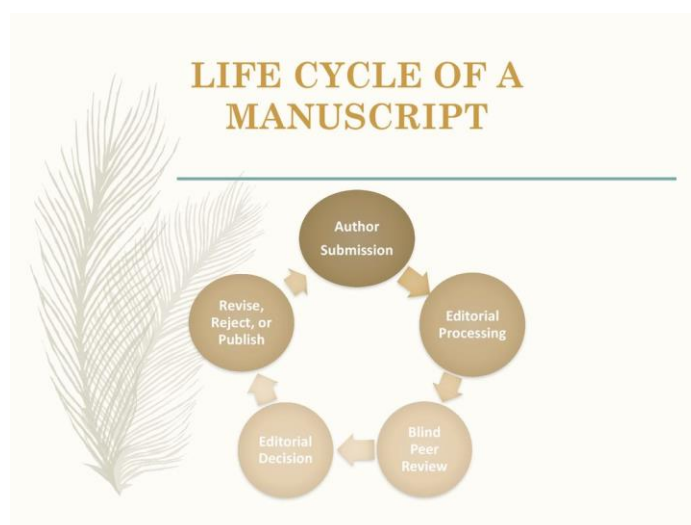 LIFE CYCLE OF A
MANUSCRIPT
Author
Submission
Editorial
Processing
Blind
Peer
Review
Editorial
Decision
Revise,
Reject, or
Publish